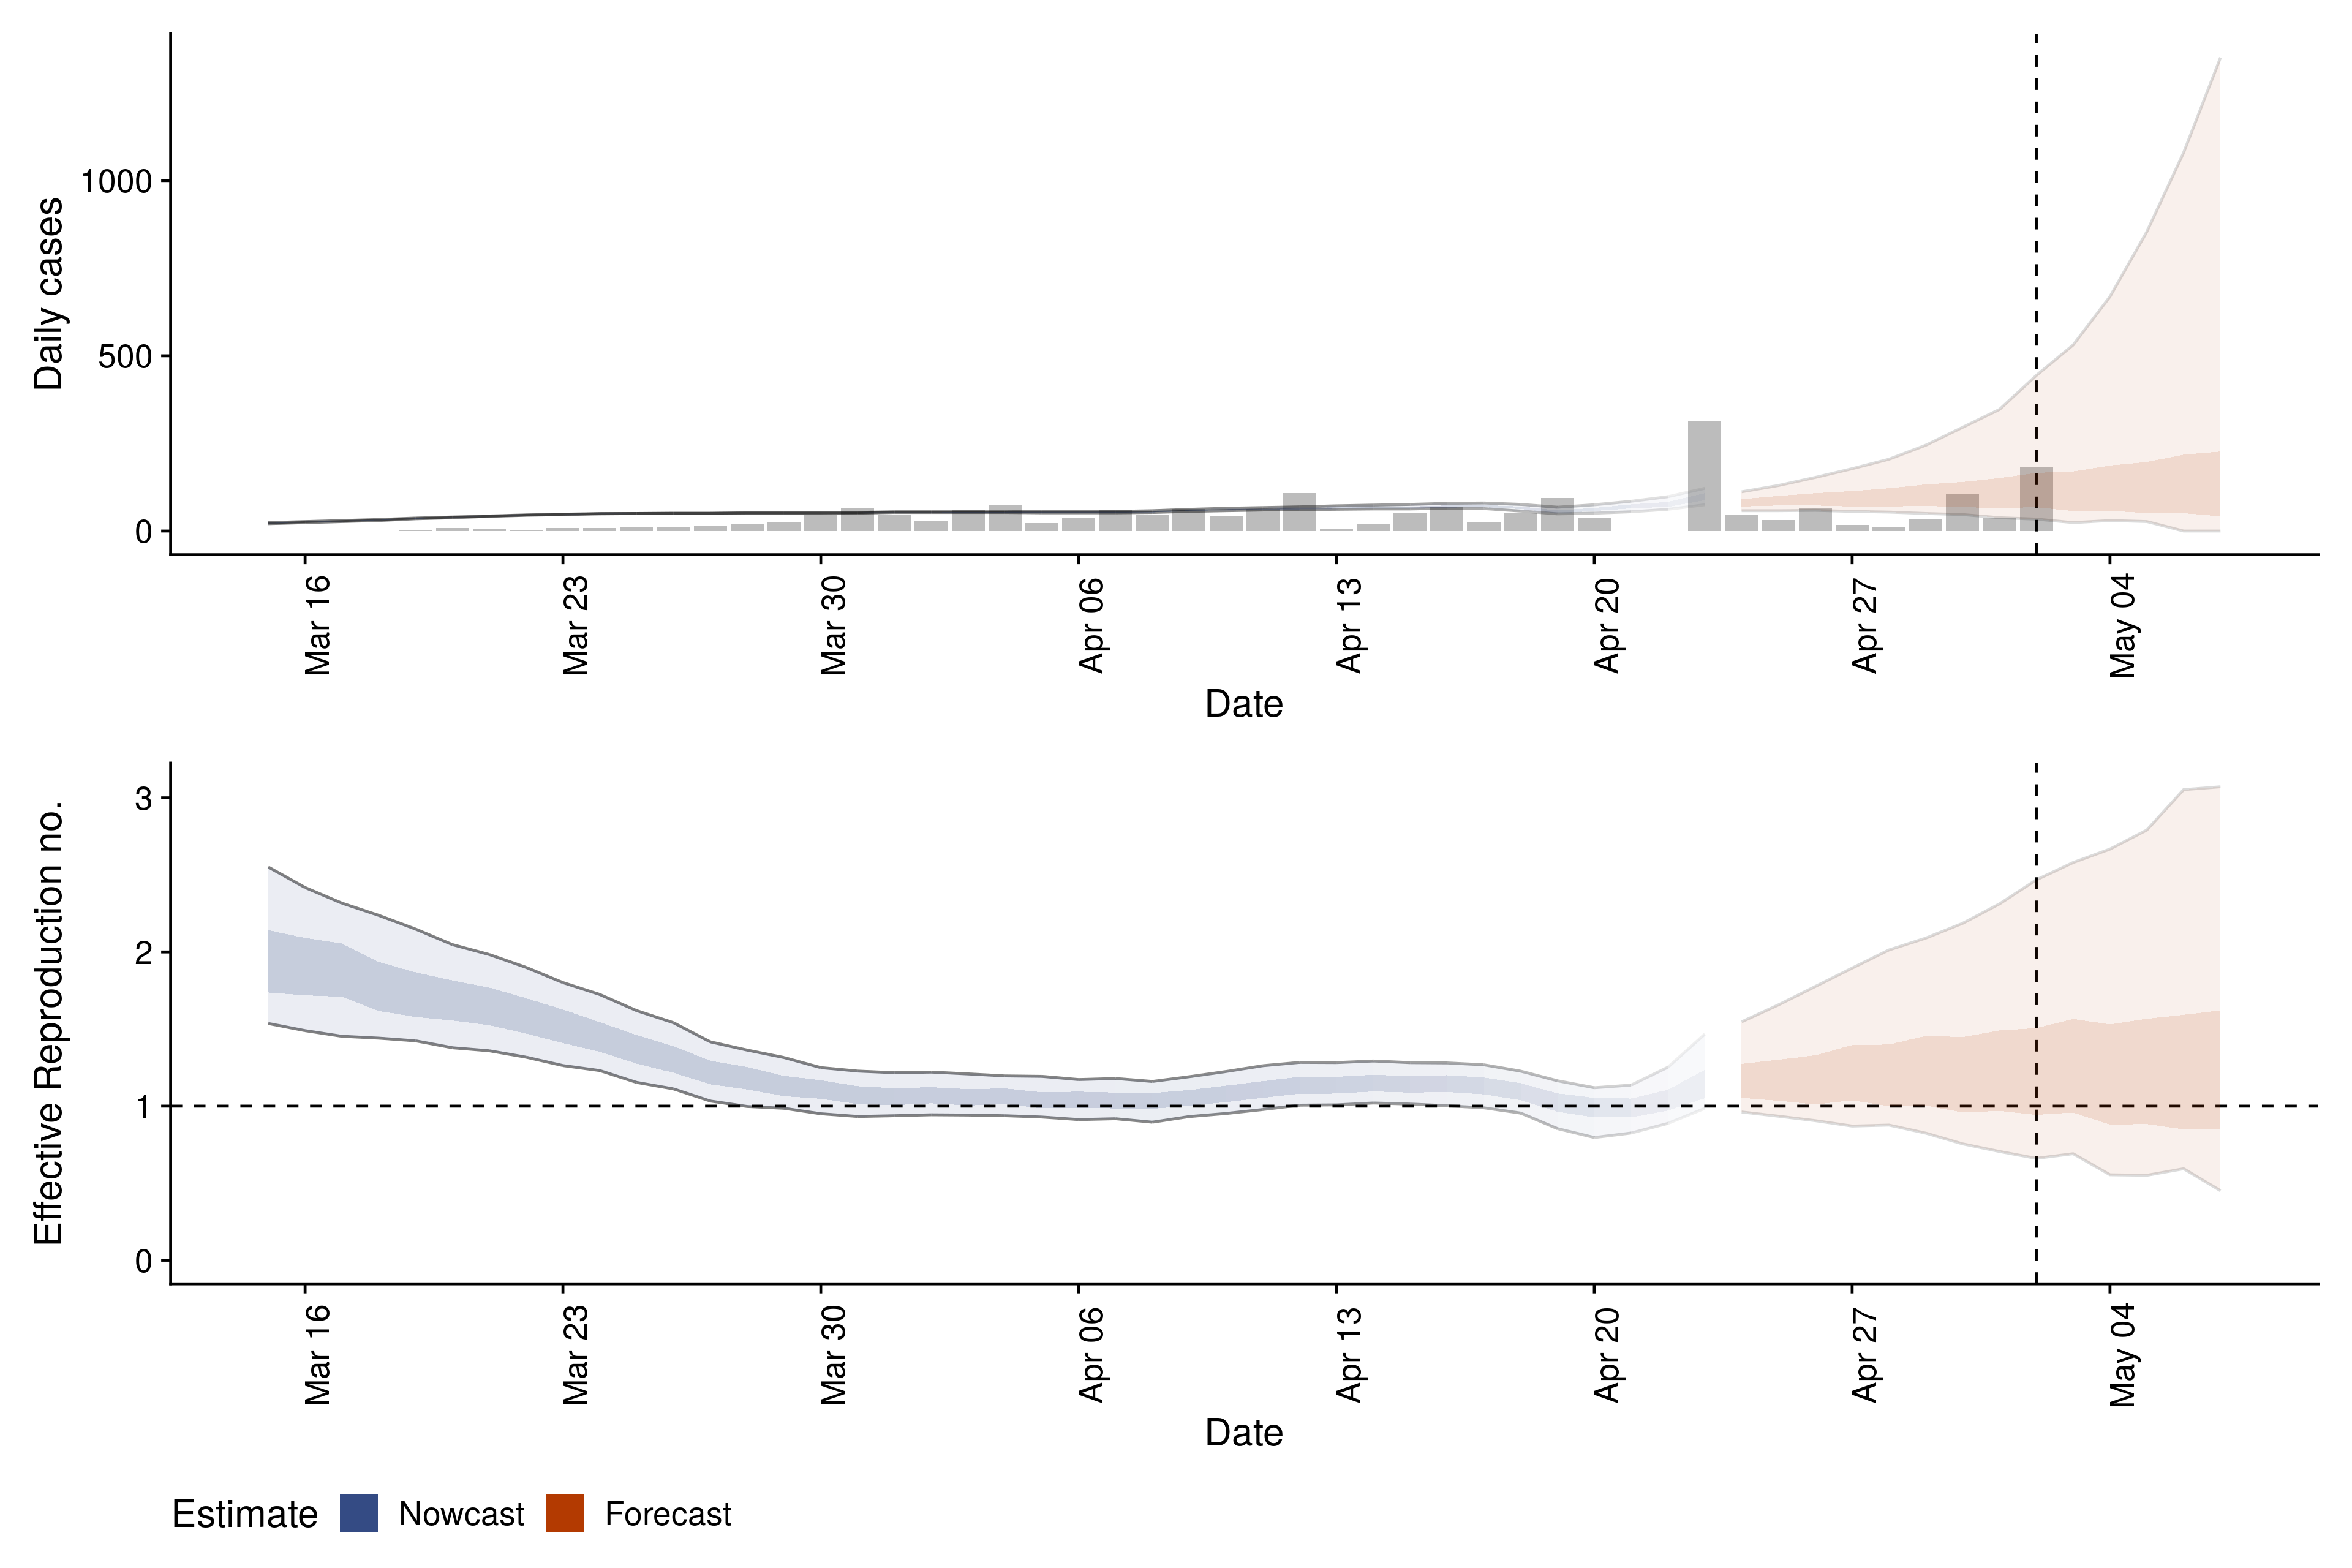 Daily cases
1000
500
0
Mar 16
Mar 23
Mar 30
Apr 06
Apr 13
Apr 20
Apr 27
May 04
Date
Effective Reproduction no.
3
2
1
0
Mar 16
Mar 23
Mar 30
Apr 06
Apr 13
Apr 20
Apr 27
May 04
Date
Estimate Nowcast Forecast